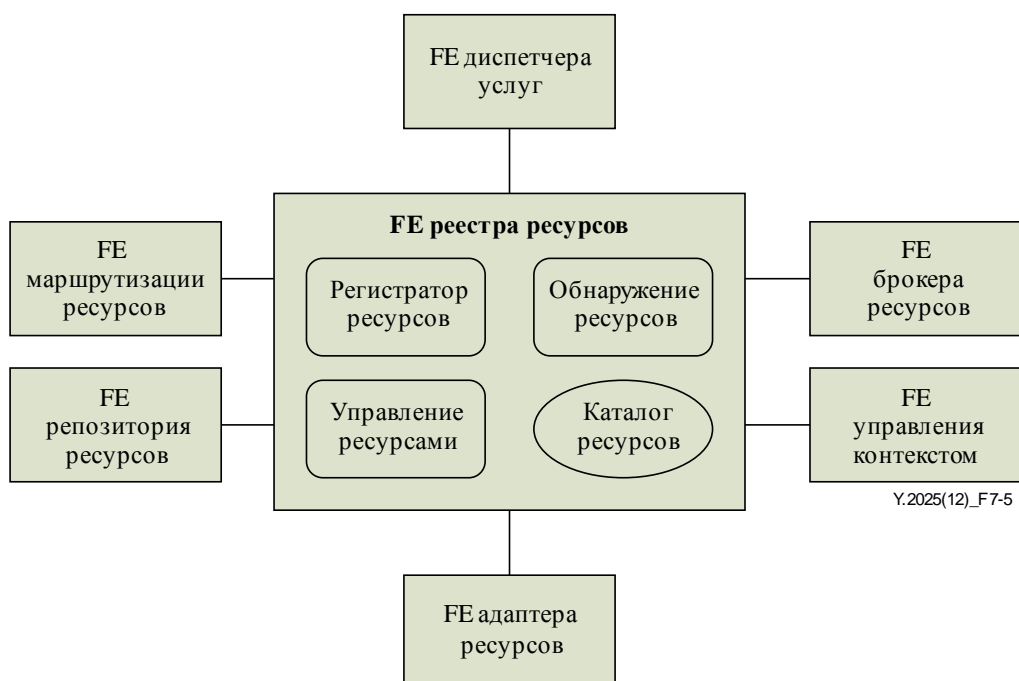 FE диспетчера
услуг
FE реестра ресурсов
FE
маршрутизации
ресурсов
Регистратор
ресурсов
Обнаружение
ресурсов
FE
брокера
ресурсов
FE
репозитория
ресурсов
Управление
ресурсами
Каталог
ресурсов
FE
управления
контекстом
Y.2025(12)_F7-5
FE адаптера
ресурсов